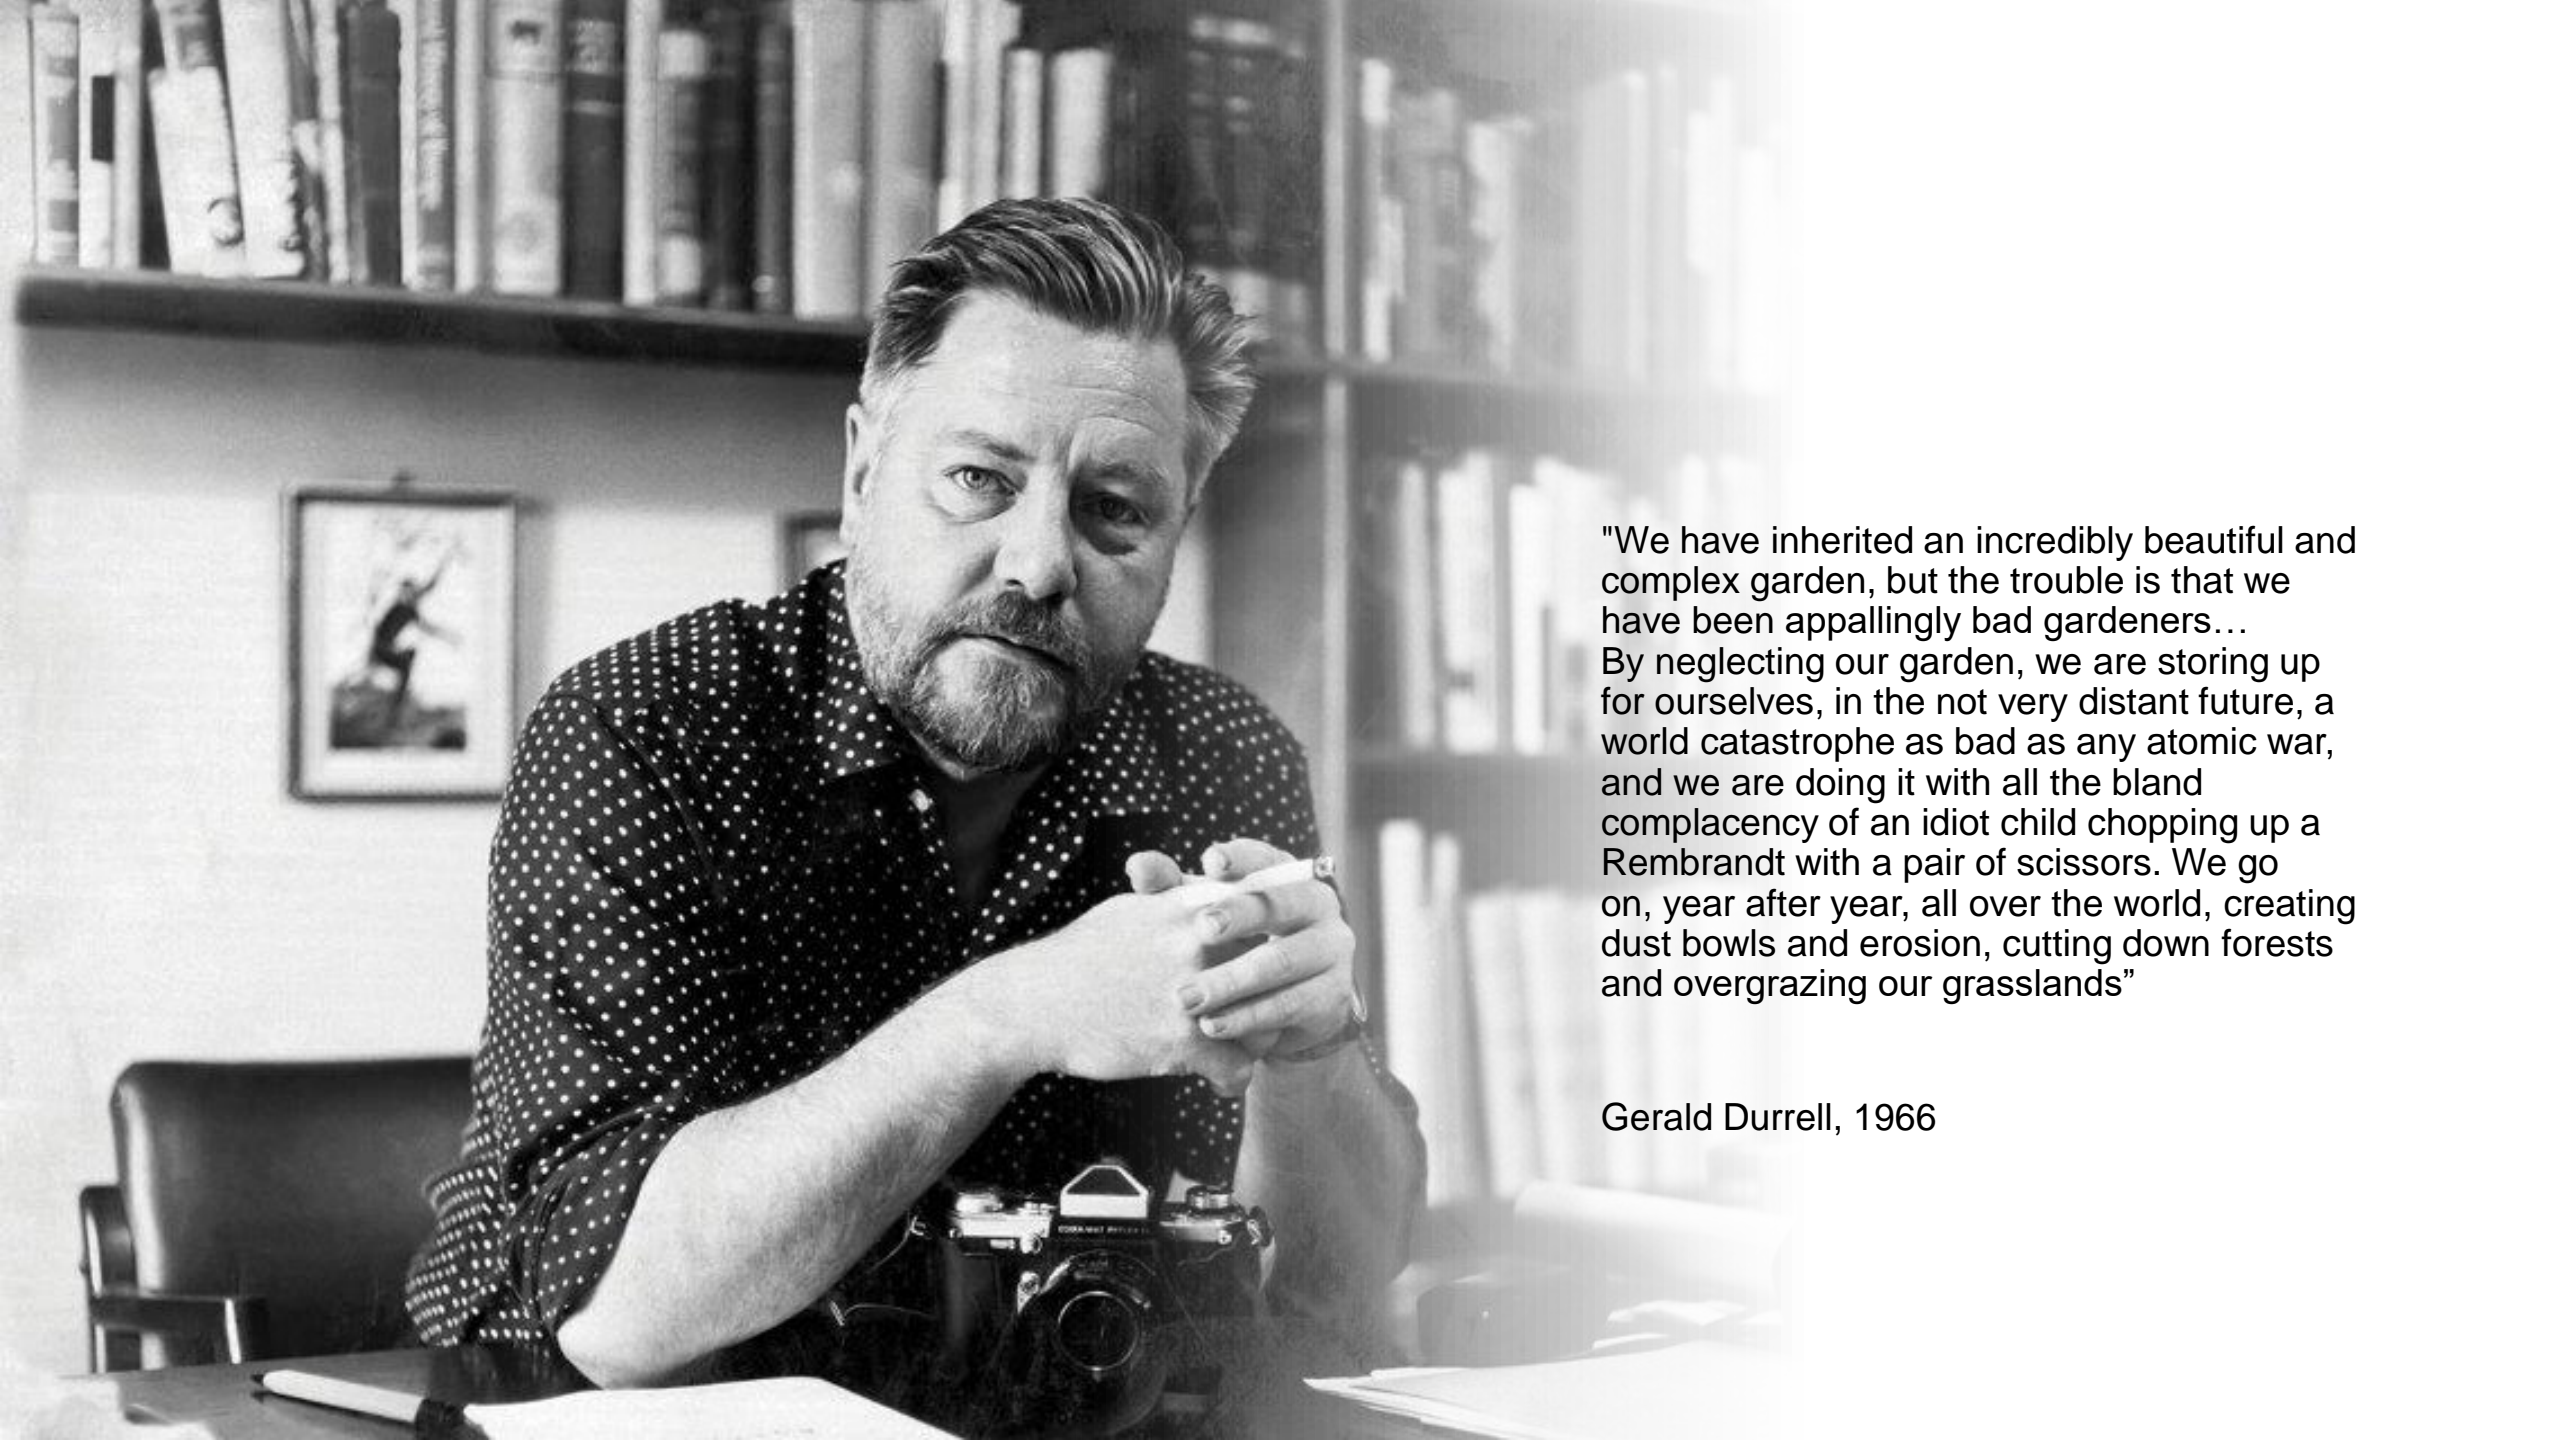 "We have inherited an incredibly beautiful and
complex garden, but the trouble is that we
have been appallingly bad gardeners…
By neglecting our garden, we are storing up
for ourselves, in the not very distant future, a
world catastrophe as bad as any atomic war,
and we are doing it with all the bland
complacency of an idiot child chopping up a
Rembrandt with a pair of scissors. We go
on, year after year, all over the world, creating
dust bowls and erosion, cutting down forests
and overgrazing our grasslands”
Gerald Durrell, 1966